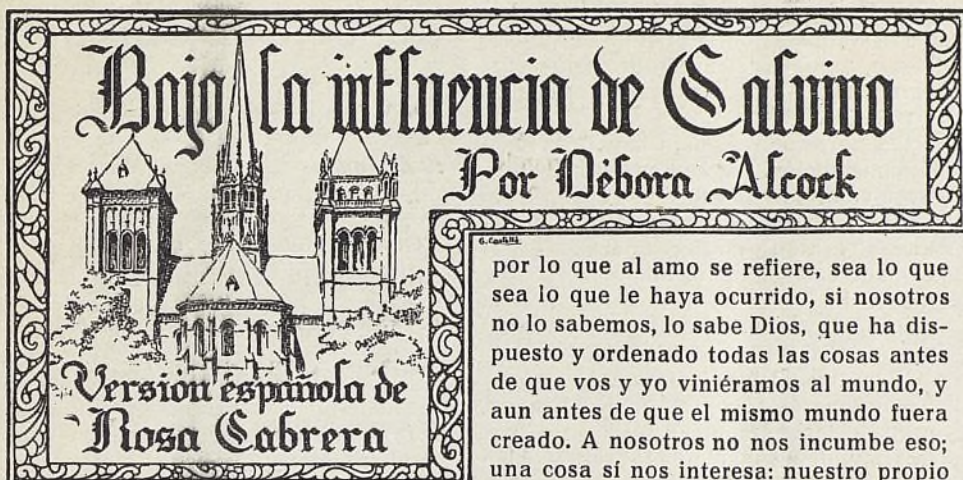 Bajo la influencia de Calvino
Por Débora Alcock
Versión española de
Rosa Cabrera
G. Castillé
por lo que al amo se refiere, sea lo que
sea lo que le haya ocurrido, si nosotros
no lo sabemos, lo sabe Dios, que ha dis-
puesto y ordenado todas las cosas antes
de que vos y yo viniéramos al mundo, y
aun antes de que el mismo mundo fuera
creado. A nosotros no nos incumbe eso;
una cosa sí nos interesa: nuestro propio